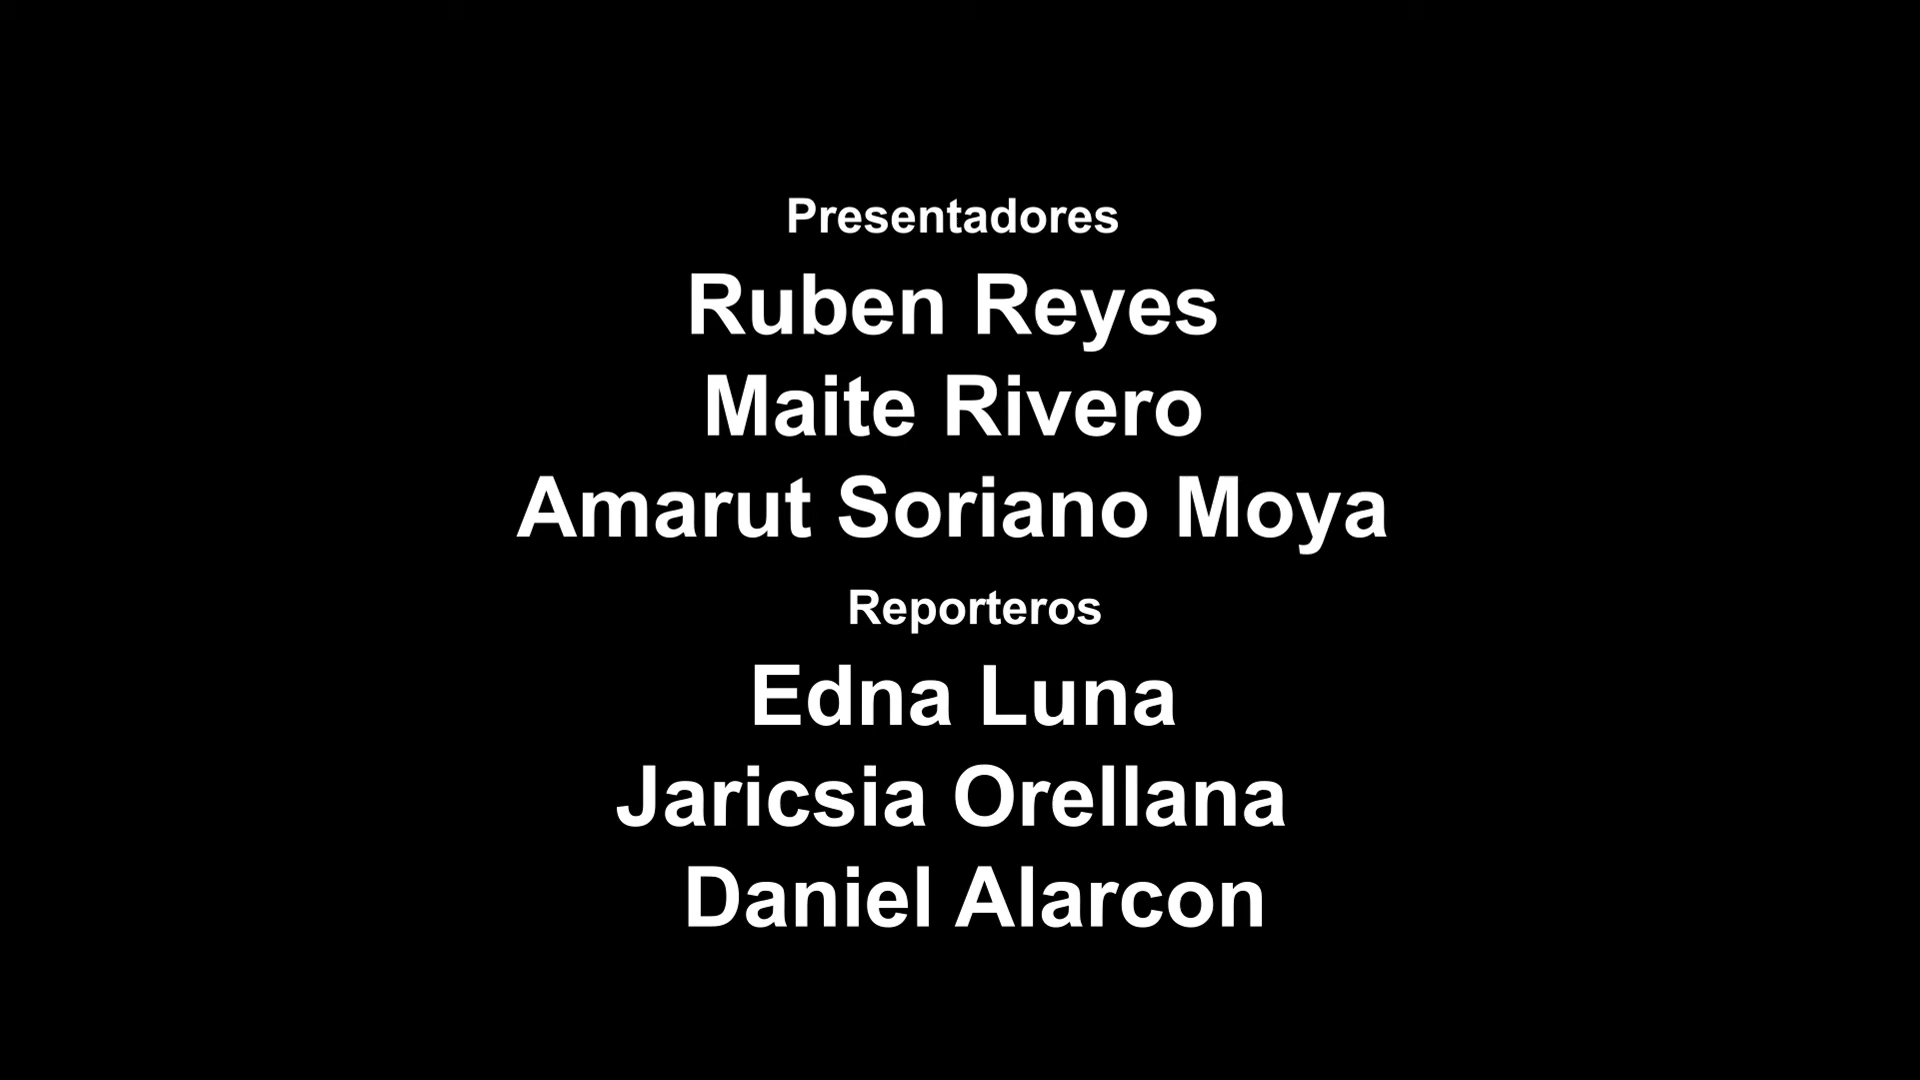 Presentadores
Ruben Reyes
Maite Rivero
Amarut Soriano Moya
Reporteros
Edna Luna
Jaricsia Orellana
Daniel Alarcon